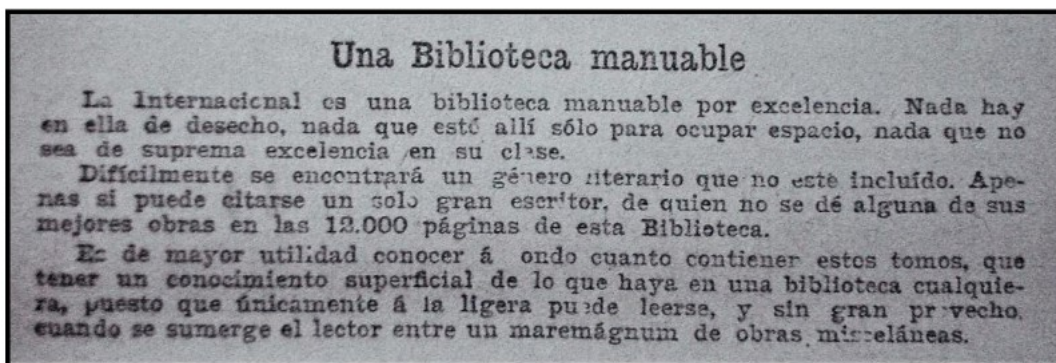 Una Biblioteca manuable
La Internacional es una biblioteca manuable por excelencia. Nada hay
en ella de desecho, nada que esté allí sólo para ocupar espacio, nada que no
sea de suprema excelencia en su clase.
Difícilmente se encontrará un género literario que no esté incluído. Ape-
nas si puede citarse un solo gran escritor, de quien no se dé alguna de sus
mejores obras en las 12.000 páginas de esta Biblioteca.
Es de mayor utilidad conocer á ondo cuanto contiener estos tomos, que
tener un conocimiento superficial de lo que haya en una biblioteca cualquie-
ra, puesto que únicamente á la ligera puede leerse, y sin gran provecho,
cuando se sumerge el lector entre un maremágnum de obras misceláneas.